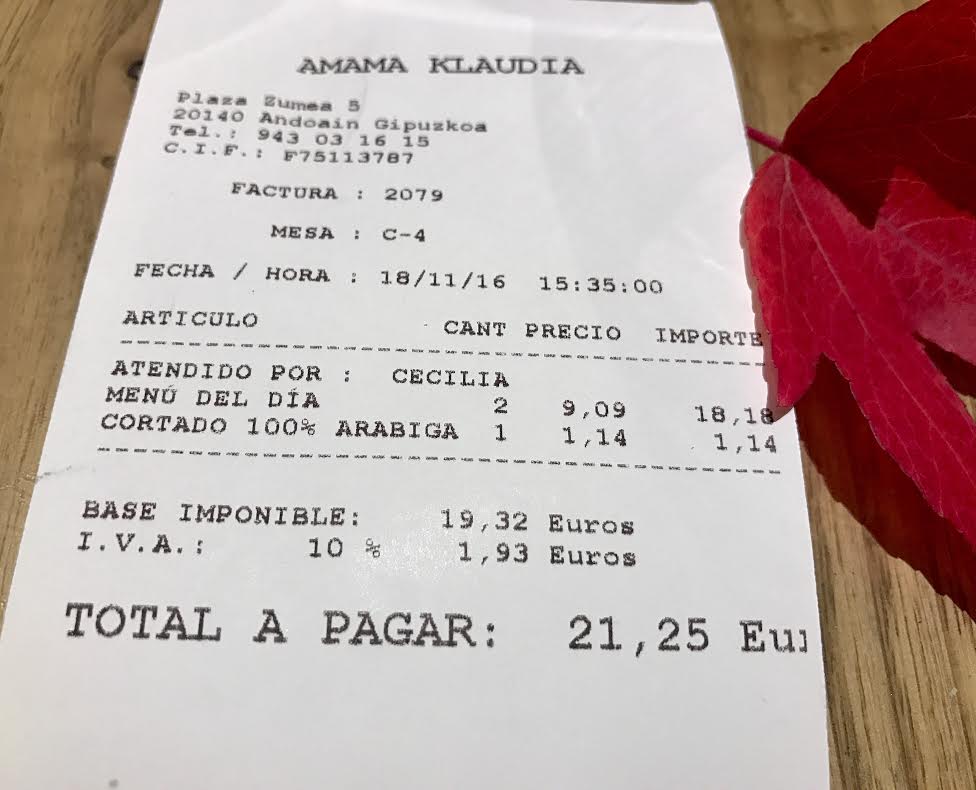 AMAMA KLAUDIA
Plaza Zumea 5
20140 Andoain Gipuzkoa
Tel.: 943 03 16 15
C.I.F.: F75113787
FACTURA : 2079
MESA : C-4
FECHA / HORA : 18/11/16 15:35:00
ARTICULO CANT PRECIO IMPORTE
ATENDIDO POR : CECILIA
MENÚ DEL DÍA 2 9,09 18,18
CORTADO 100% ARABIGA 1 1,14 1,14
BASE IMPONIBLE: 19,32 Euros
I.V.A.: 10 % 1,93 Euros
TOTAL A PAGAR: 21,25 Eur